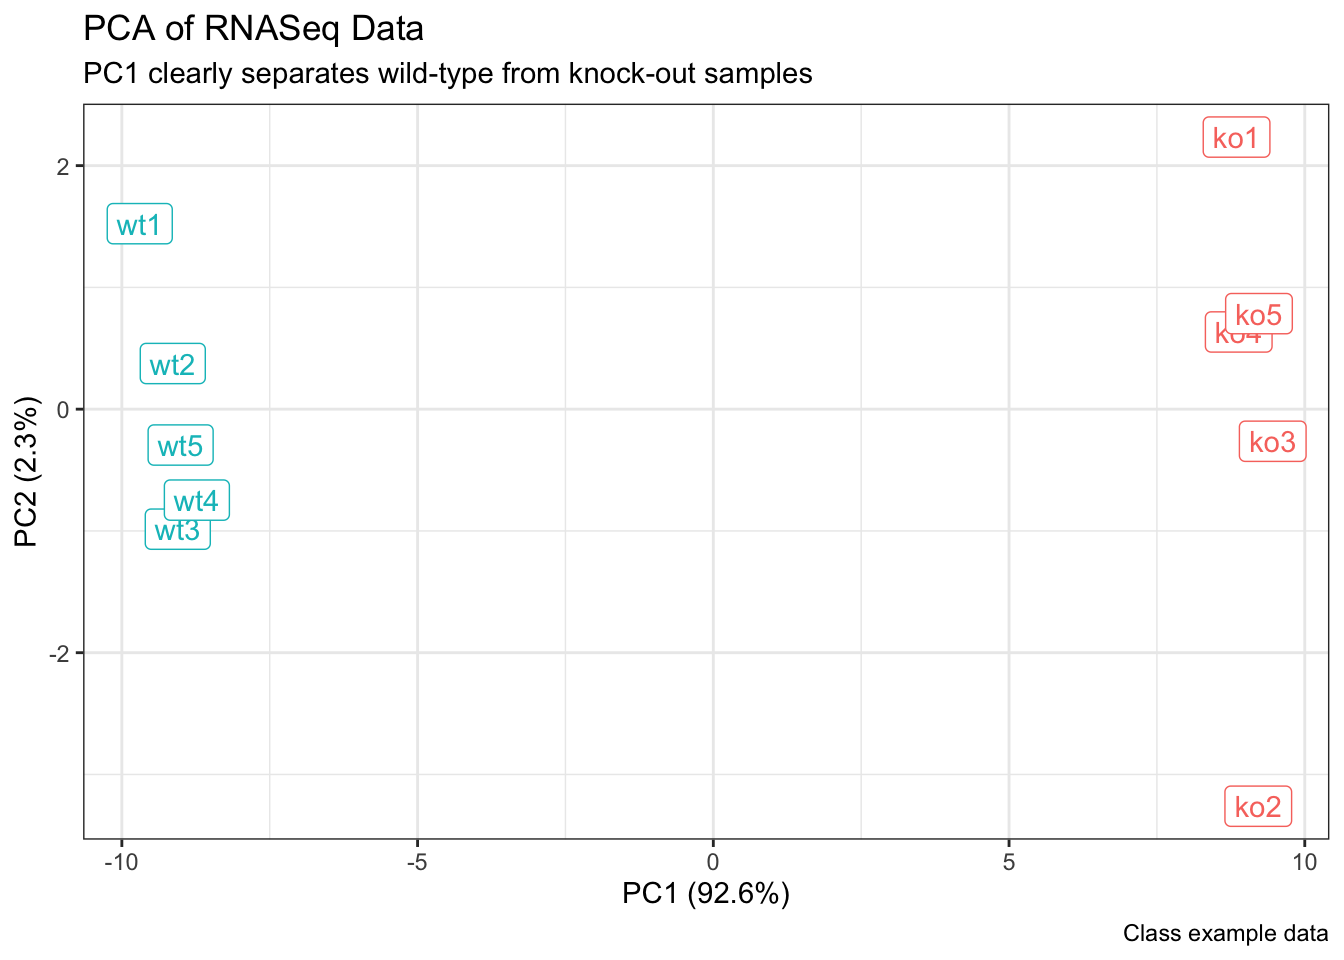 PCA of RNASeq Data
PC1 clearly separates wild-type from knock-out samples
PC2 (2.3%)
2
0
-2
ko1
wt1
ko5
ko4
wt2
wt5
ko3
wt4
wt3
ko2
-10
-5
0
5
10
PC1 (92.6%)
Class example data